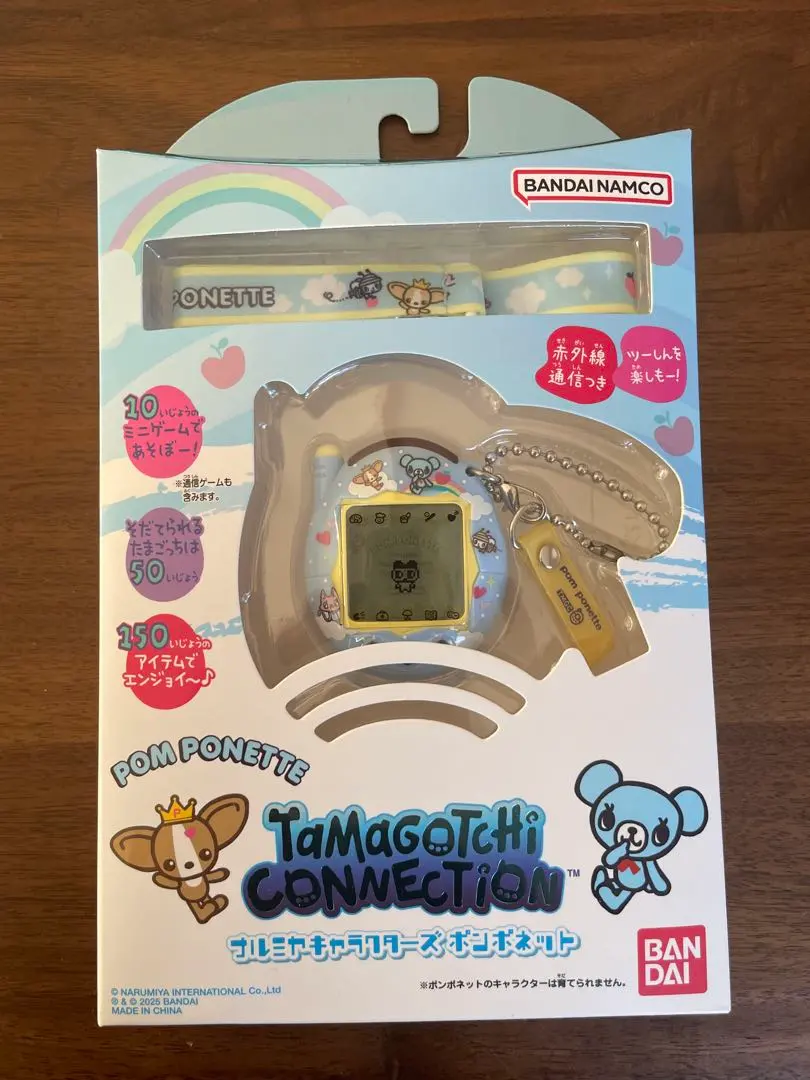 BANDAI NAMCO
PONETTE
赤外線
通信つき
ツーしんを
楽しもー!
10いじょうの
ミニゲームで
あそぼー!
※通信ゲームも
含みます。
そだてられる
たまごっちは
50いじょう
150いじょうの
アイテムで
エンジョイ〜♪
POM PONETTE
pom ponette
POM PONETTE
P
TAMAGOTCHI
CONNECTION™
ナルミヤキャラクターズ ポンポネット
※ポンポネットのキャラクターは育てられません。
BAN
DAI
© NARUMIYA INTERNATIONAL Co.,Ltd
® & © 2025 BANDAI
MADE IN CHINA